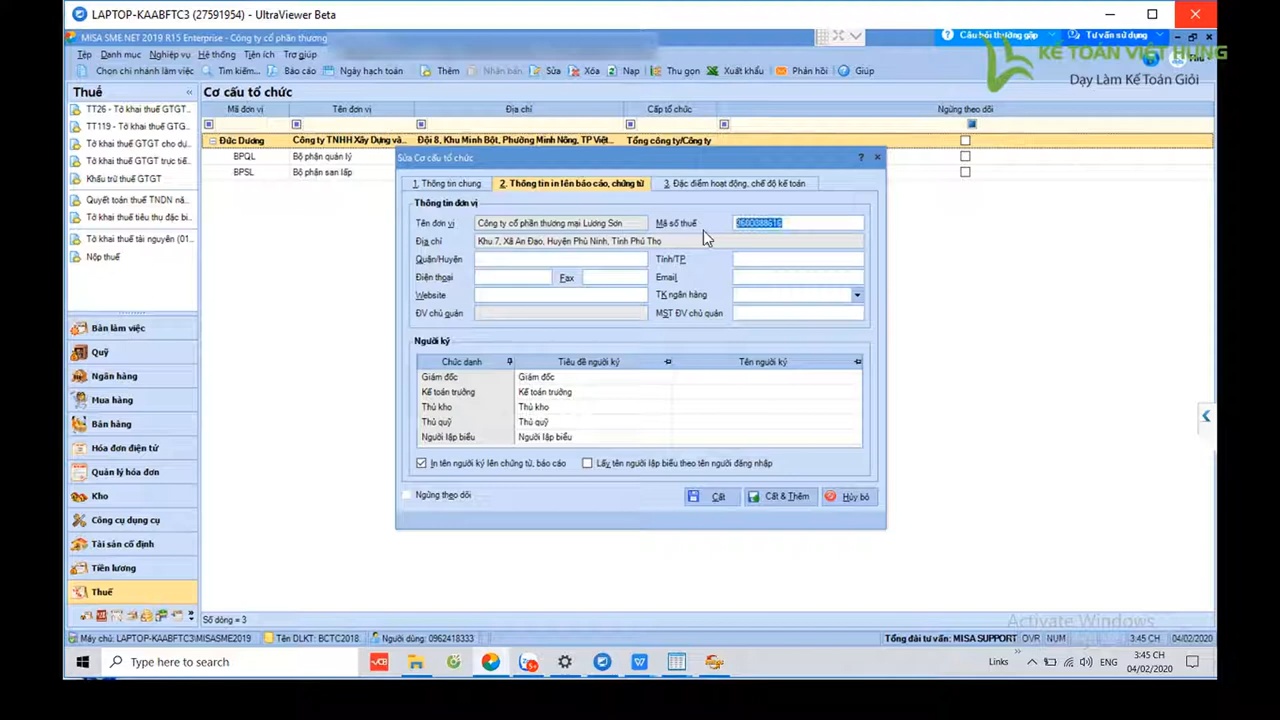 LAPTOP-KAABFTC3 (27591954) - UltraViewer Beta
MISA SME NET 2019 R15 Enterprise - Công ty cổ phần thương
Câu hỏi thường gặp
Tư vấn sử dụng
KẾ TOÁN VIỆT HƯNG
Dạy Làm Kế Toán Giỏi
Tệp Danh mục Nghiệp vụ Hệ thống Tiện ích Trợ giúp
Chọn chi nhánh làm việc Tìm kiếm... Báo cáo Ngày hạch toán Thêm Nhân bản Sửa Xóa Nạp Thu gọn Xuất khẩu Phản hồi Giúp
Thuế
Cơ cấu tổ chức
Mã đơn vị Tên đơn vị Địa chỉ Cấp tổ chức Ngừng theo dõi
Đức Dương Công ty TNHH Xây Dựng và... Đội 8, Khu Minh Bột, Phường Minh Nông, TP Việt... Tổng công ty/Công ty
BPQL Bộ phận quản lý
BPSL Bộ phận san lấp
TT26 - Tờ khai thuế GTGT...
TT119 - Tờ khai thuế GTGT...
Tờ khai thuế GTGT cho dự...
Tờ khai thuế GTGT trực tiế...
Khấu trừ thuế GTGT
Quyết toán thuế TNDN nă...
Tờ khai thuế tiêu thụ đặc bi...
Tờ khai thuế tài nguyên (01...
Nộp thuế
Bàn làm việc
Quỹ
Ngân hàng
Mua hàng
Bán hàng
Hóa đơn điện tử
Quản lý hóa đơn
Kho
Công cụ dụng cụ
Tài sản cố định
Tiền lương
Thuế
Sửa Cơ cấu tổ chức
1. Thông tin chung 2. Thông tin in lên báo cáo, chứng từ 3. Đặc điểm hoạt động, chế độ kế toán
Thông tin đơn vị
Tên đơn vị Công ty cổ phần thương mại Lương Sơn Mã số thuế
Địa chỉ Khu 7, Xã An Đạo, Huyện Phù Ninh, Tỉnh Phú Thọ
Quận/Huyện Tỉnh/TP
Điện thoại Fax Email
Website TK ngân hàng
ĐV chủ quản MST ĐV chủ quản
Người ký
Chức danh Tiêu đề người ký Tên người ký
Giám đốc Giám đốc
Kế toán trưởng Kế toán trưởng
Thủ kho Thủ kho
Thủ quỹ Thủ quỹ
Người lập biểu Người lập biểu
In tên người ký lên chứng từ, báo cáo Lấy tên người lập biểu theo tên người đăng nhập
Ngừng theo dõi Cất Cất & Thêm Hủy bỏ
Số dòng = 3
Activate Windows
Máy chủ: LAPTOP-KAABFTC3\MISASME2019 Tên DLKT: BCTC2018 Người dùng: 0962418333 Tổng đài tư vấn: MISA SUPPORT OVR NUM 3:45 CH 04/02/2020
Type here to search
Links
ENG
3:45 CH
04/02/2020